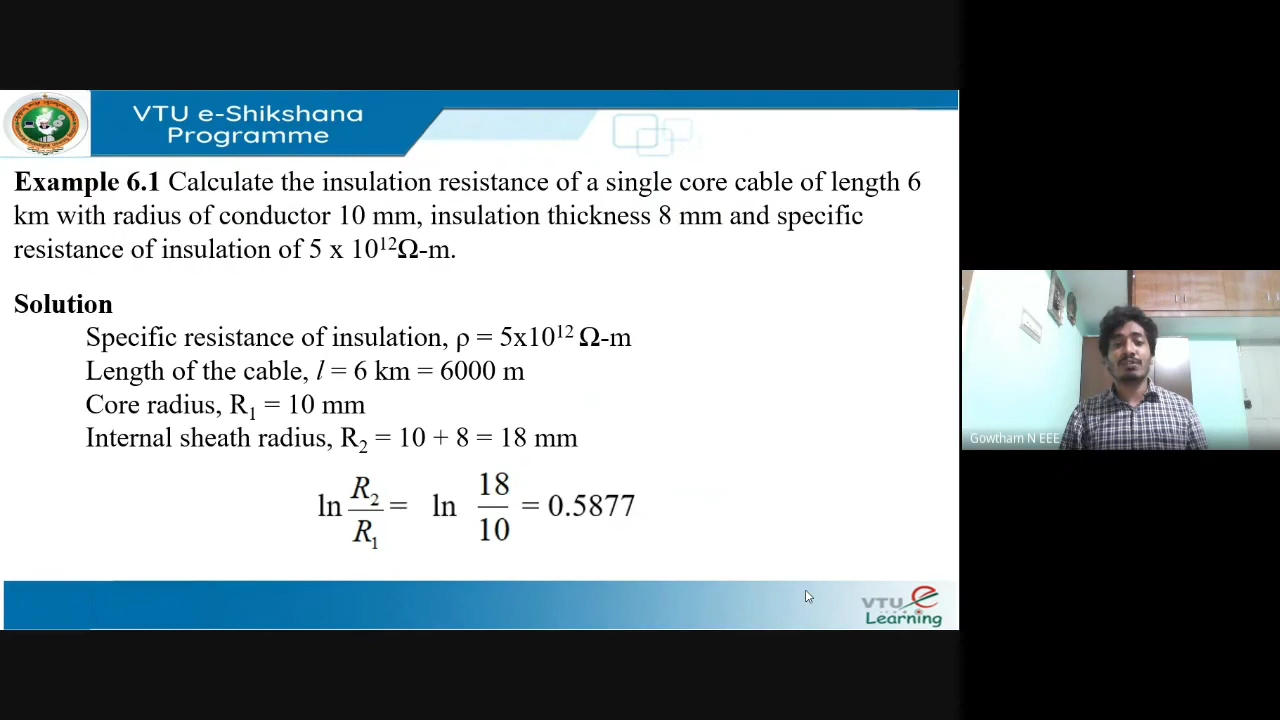 VTU e-Shikshana
Programme
Example 6.1 Calculate the insulation resistance of a single core cable of length 6
km with radius of conductor 10 mm, insulation thickness 8 mm and specific
resistance of insulation of 5 x 10¹²Ω-m.
Solution
Specific resistance of insulation, ρ = 5x10¹² Ω-m
Length of the cable, l = 6 km = 6000 m
Core radius, R₁ = 10 mm
Internal sheath radius, R₂ = 10 + 8 = 18 mm
ln R₂/R₁ = ln 18/10 = 0.5877
Gowtham N EEE
VTU e
Learning